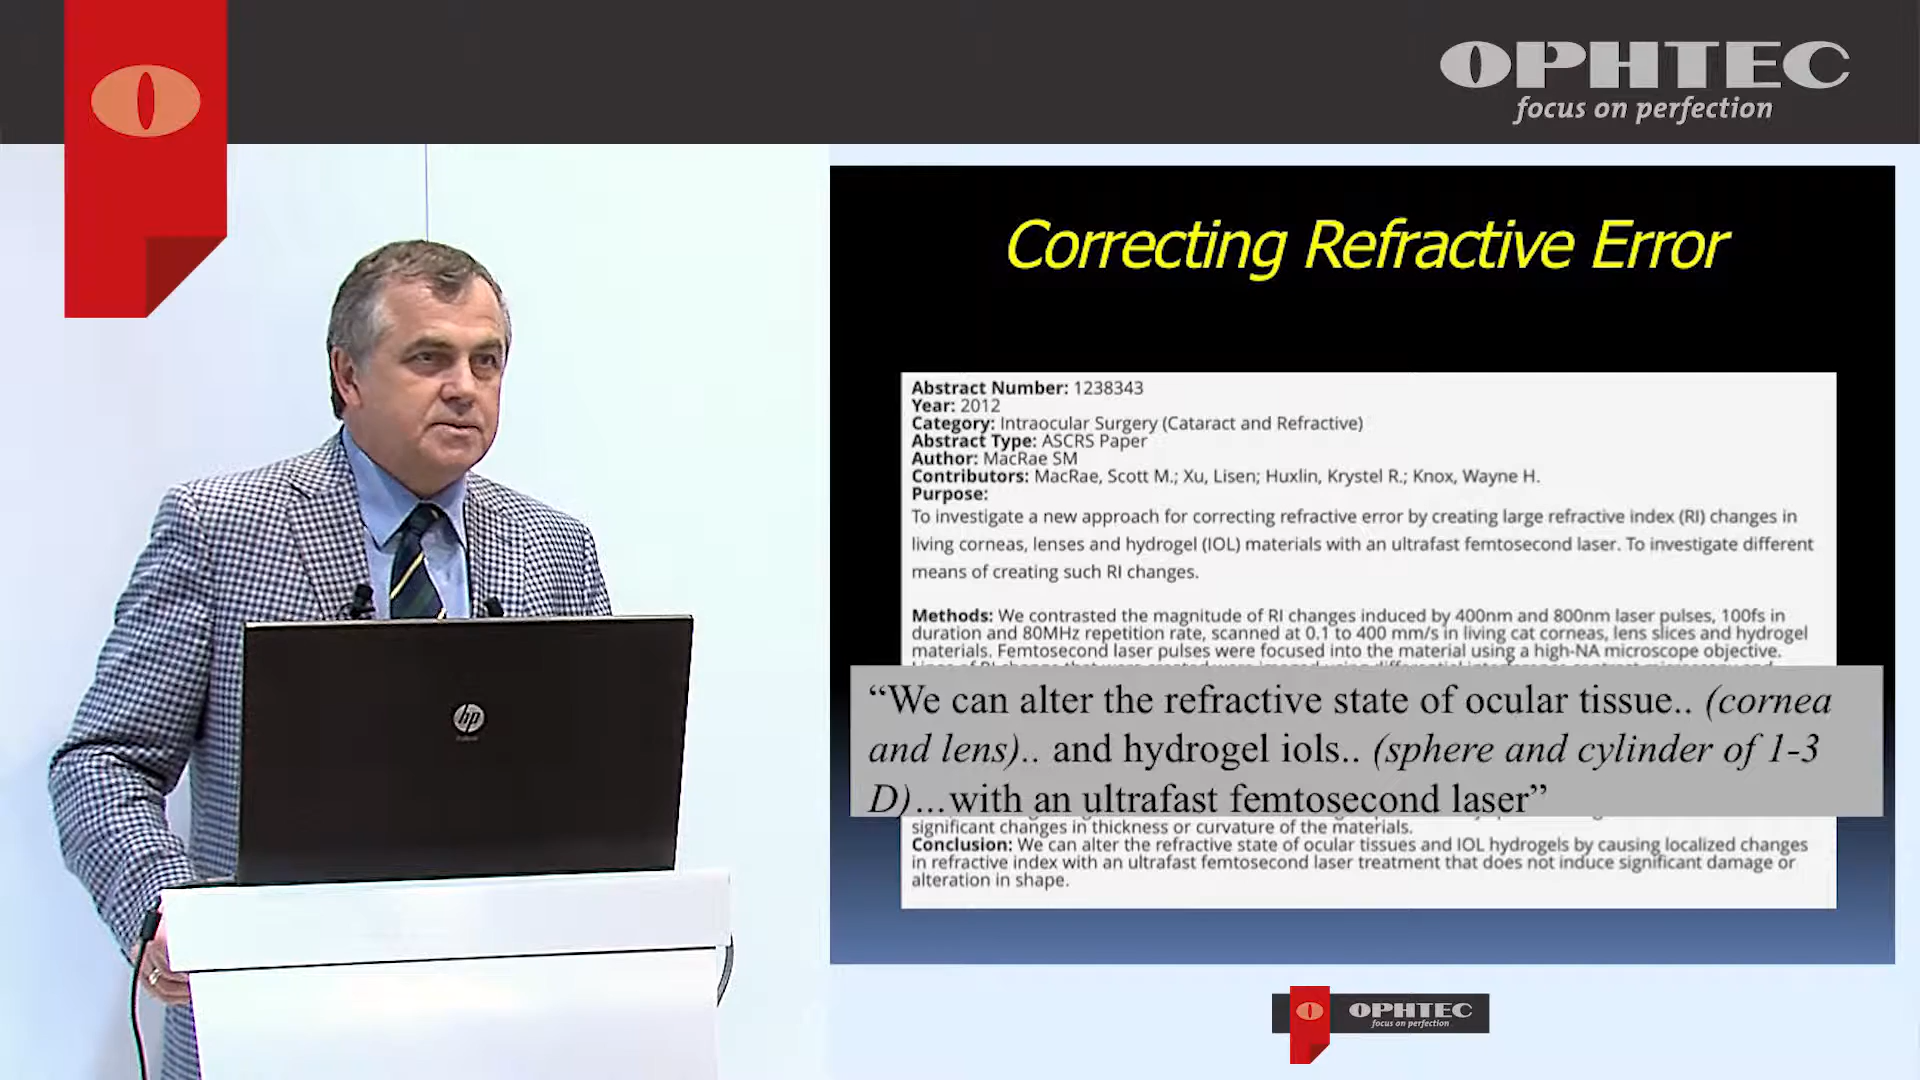 OPHTEC
focus on perfection
Correcting Refractive Error
Abstract Number: 1238343
Year: 2012
Category: Intraocular Surgery (Cataract and Refractive)
Abstract Type: ASCRS Paper
Author: MacRae SM
Contributors: MacRae, Scott M.; Xu, Lisen; Huxlin, Krystel R.; Knox, Wayne H.
Purpose:
To investigate a new approach for correcting refractive error by creating large refractive index (RI) changes in
living corneas, lenses and hydrogel (IOL) materials with an ultrafast femtosecond laser. To investigate different
means of creating such RI changes.
Methods: We contrasted the magnitude of RI changes induced by 400nm and 800nm laser pulses, 100fs in
duration and 80MHz repetition rate, scanned at 0.1 to 400 mm/s in living cat corneas, lens slices and hydrogel
materials. Femtosecond laser pulses were focused into the material using a high-NA microscope objective.
“We can alter the refractive state of ocular tissue.. (cornea
and lens).. and hydrogel iols.. (sphere and cylinder of 1-3
D)...with an ultrafast femtosecond laser”
significant changes in thickness or curvature of the materials.
Conclusion: We can alter the refractive state of ocular tissues and IOL hydrogels by causing localized changes
in refractive index with an ultrafast femtosecond laser treatment that does not induce significant damage or
alteration in shape.
hp
OPHTEC
focus on perfection